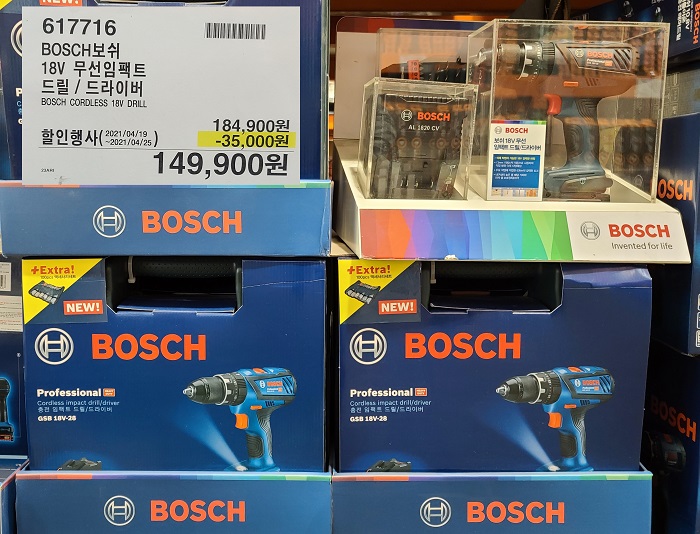 617716
BOSCH보쉬
18V 무선임팩트
드릴 / 드라이버
BOSCH CORDLESS 18V DRILL
184,900원
할인행사(2021/04/19
~2021/04/25)
-35,000원
149,900원
23ARI
BOSCH
BOSCH
AL 1820 CV
BOSCH
BOSCH
보쉬 18V 무선
임팩트 드릴/드라이버
BOSCH
BOSCH
Invented for life
+Extra!
NEW!
BOSCH
Professional
Cordless impact drill/driver
충전 임팩트 드릴/드라이버
GSB 18V-28
+Extra!
NEW!
BOSCH
Professional
Cordless impact drill/driver
충전 임팩트 드릴/드라이버
GSB 18V-28
BOSCH
BOSCH
BOSCH
BOSCH